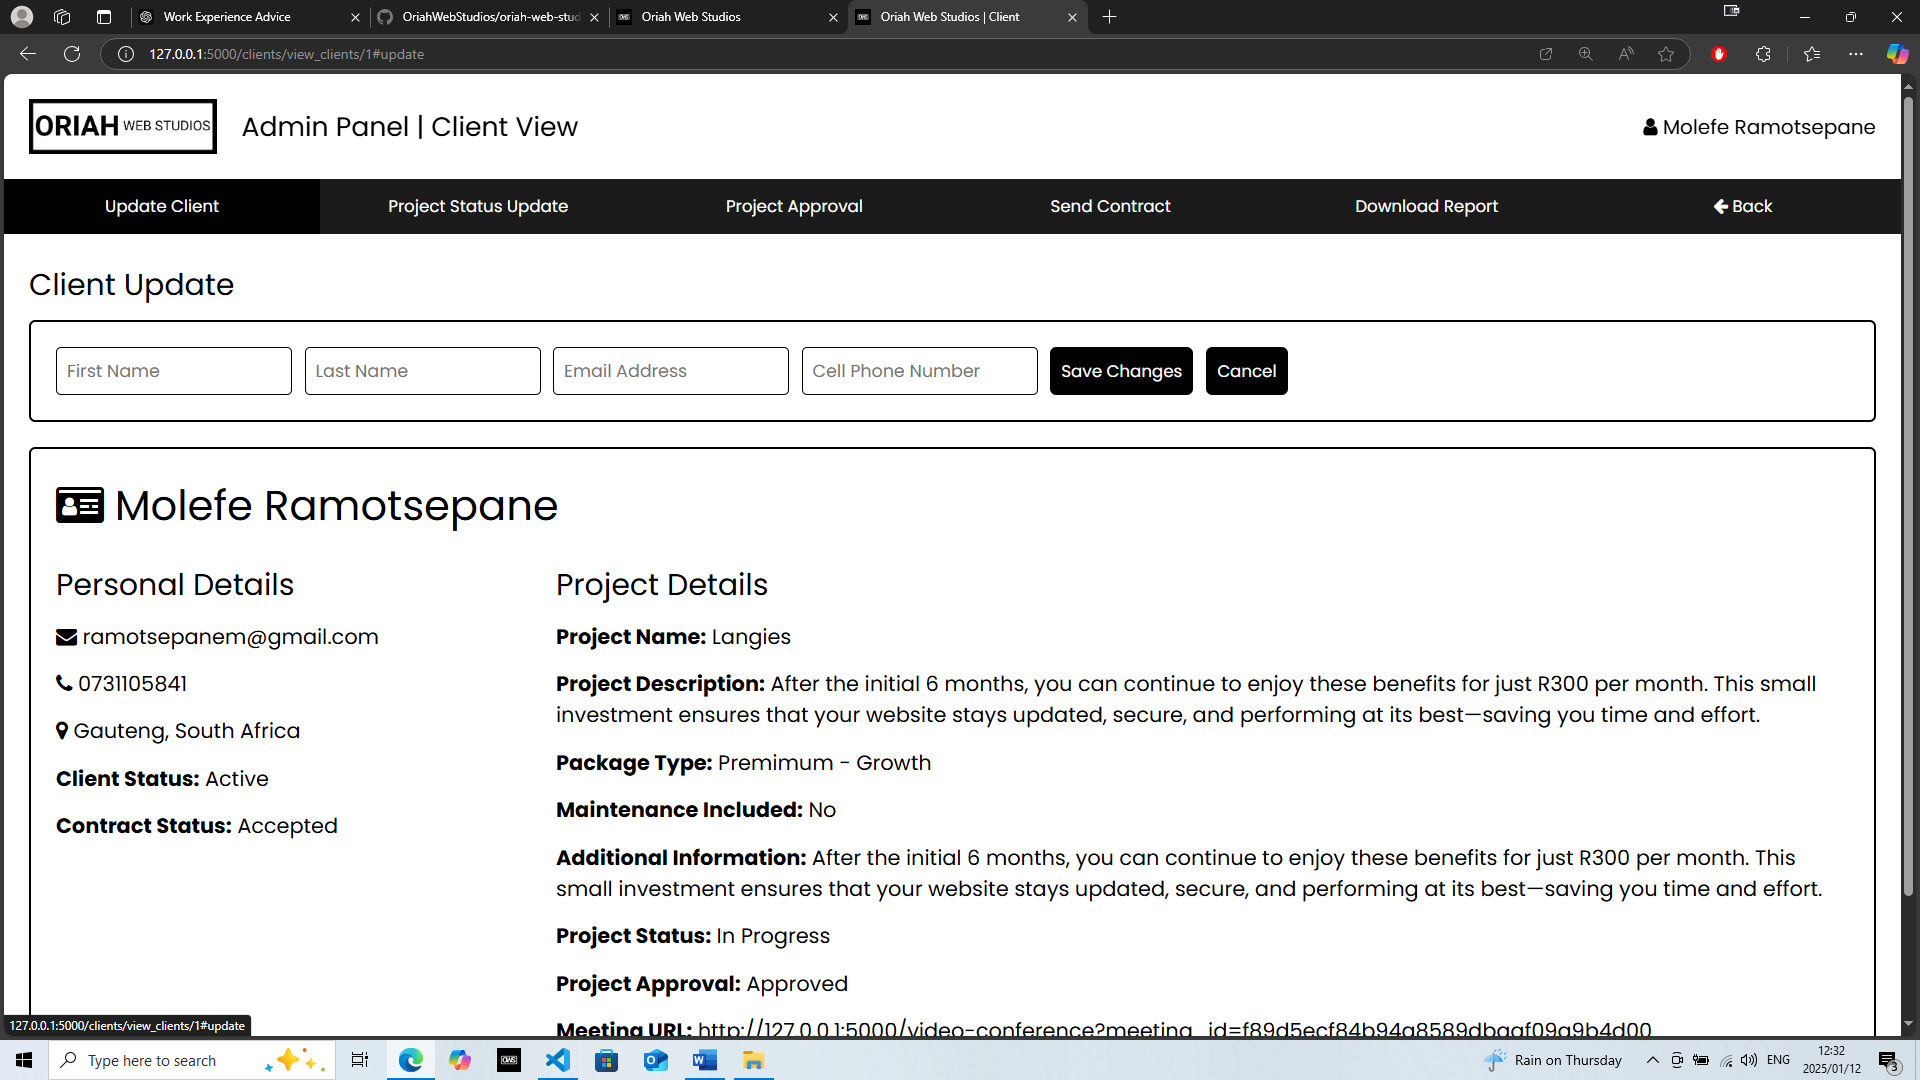 Work Experience Advice
OriahWebStudios/oriah-web-stud
Oriah Web Studios
Oriah Web Studios | Client
127.0.0.1:5000/clients/view_clients/1#update
ORIAH WEB STUDIOS
Admin Panel | Client View
Molefe Ramotsepane
Update Client
Project Status Update
Project Approval
Send Contract
Download Report
Back
Client Update
First Name
Last Name
Email Address
Cell Phone Number
Save Changes
Cancel
Molefe Ramotsepane
Personal Details
ramotsepanem@gmail.com
0731105841
Gauteng, South Africa
Client Status: Active
Contract Status: Accepted
Project Details
Project Name: Langies
Project Description: After the initial 6 months, you can continue to enjoy these benefits for just R300 per month. This small
investment ensures that your website stays updated, secure, and performing at its best—saving you time and effort.
Package Type: Premimum - Growth
Maintenance Included: No
Additional Information: After the initial 6 months, you can continue to enjoy these benefits for just R300 per month. This
small investment ensures that your website stays updated, secure, and performing at its best—saving you time and effort.
Project Status: In Progress
Project Approval: Approved
Meeting URL: http://127.0.0.1:5000/video-conference?meeting_id=
127.0.0.1:5000/clients/view_clients/1#update
Type here to search
OWS
Rain on Thursday
ENG
12:32
2025/01/12
3